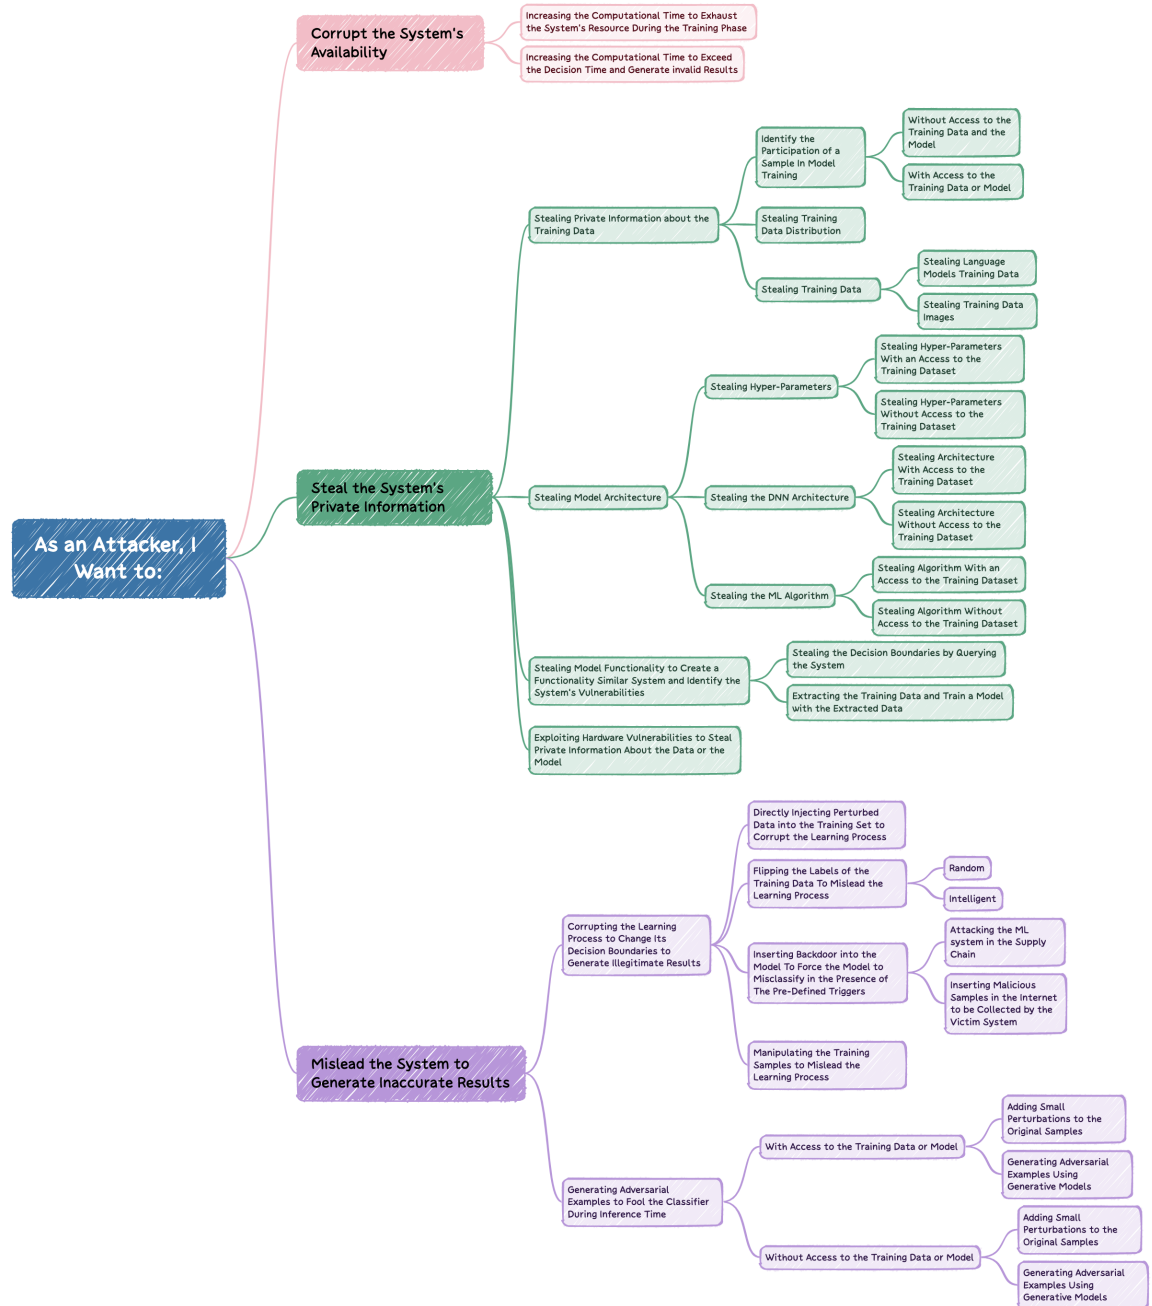 As an Attacker, I
Want to:
Corrupt the System's
Availability
Increasing the Computational Time to Exhaust
the System's Resource During the Training Phase
Increasing the Computational Time to Exceed
the Decision Time and Generate invalid Results
Steal the System's
Private Information
Stealing Private Information about the
Training Data
Identify the
Participation of a
Sample In Model
Training
Without Access to the
Training Data and the
Model
With Access to the
Training Data or Model
Stealing Training
Data Distribution
Stealing Training Data
Stealing Language
Models Training Data
Stealing Training Data
Images
Stealing Model Architecture
Stealing Hyper-Parameters
Stealing Hyper-Parameters
With an Access to the
Training Dataset
Stealing Hyper-Parameters
Without Access to the
Training Dataset
Stealing the DNN Architecture
Stealing Architecture
With Access to the
Training Dataset
Stealing Architecture
Without Access to the
Training Dataset
Stealing the ML Algorithm
Stealing Algorithm With an
Access to the Training Dataset
Stealing Algorithm Without
Access to the Training Dataset
Stealing Model Functionality to Create a
Functionality Similar System and Identify the
System's Vulnerabilities
Stealing the Decision Boundaries by Querying
the System
Extracting the Training Data and Train a Model
with the Extracted Data
Exploiting Hardware Vulnerabilities to Steal
Private Information About the Data or the
Model
Mislead the System to
Generate Inaccurate Results
Corrupting the Learning
Process to Change Its
Decision Boundaries to
Generate Illegitimate Results
Directly Injecting Perturbed
Data into the Training Set to
Corrupt the Learning Process
Flipping the Labels of the
Training Data To Mislead the
Learning Process
Random
Intelligent
Inserting Backdoor into the
Model To Force the Model to
Misclassify in the Presence of
The Pre-Defined Triggers
Attacking the ML
system in the Supply
Chain
Inserting Malicious
Samples in the Internet
to be Collected by the
Victim System
Manipulating the Training
Samples to Mislead the
Learning Process
Generating Adversarial
Examples to Fool the Classifier
During Inference Time
With Access to the Training Data or Model
Adding Small
Perturbations to the
Original Samples
Generating Adversarial
Examples Using
Generative Models
Without Access to the Training Data or Model
Adding Small
Perturbations to the
Original Samples
Generating Adversarial
Examples Using
Generative Models